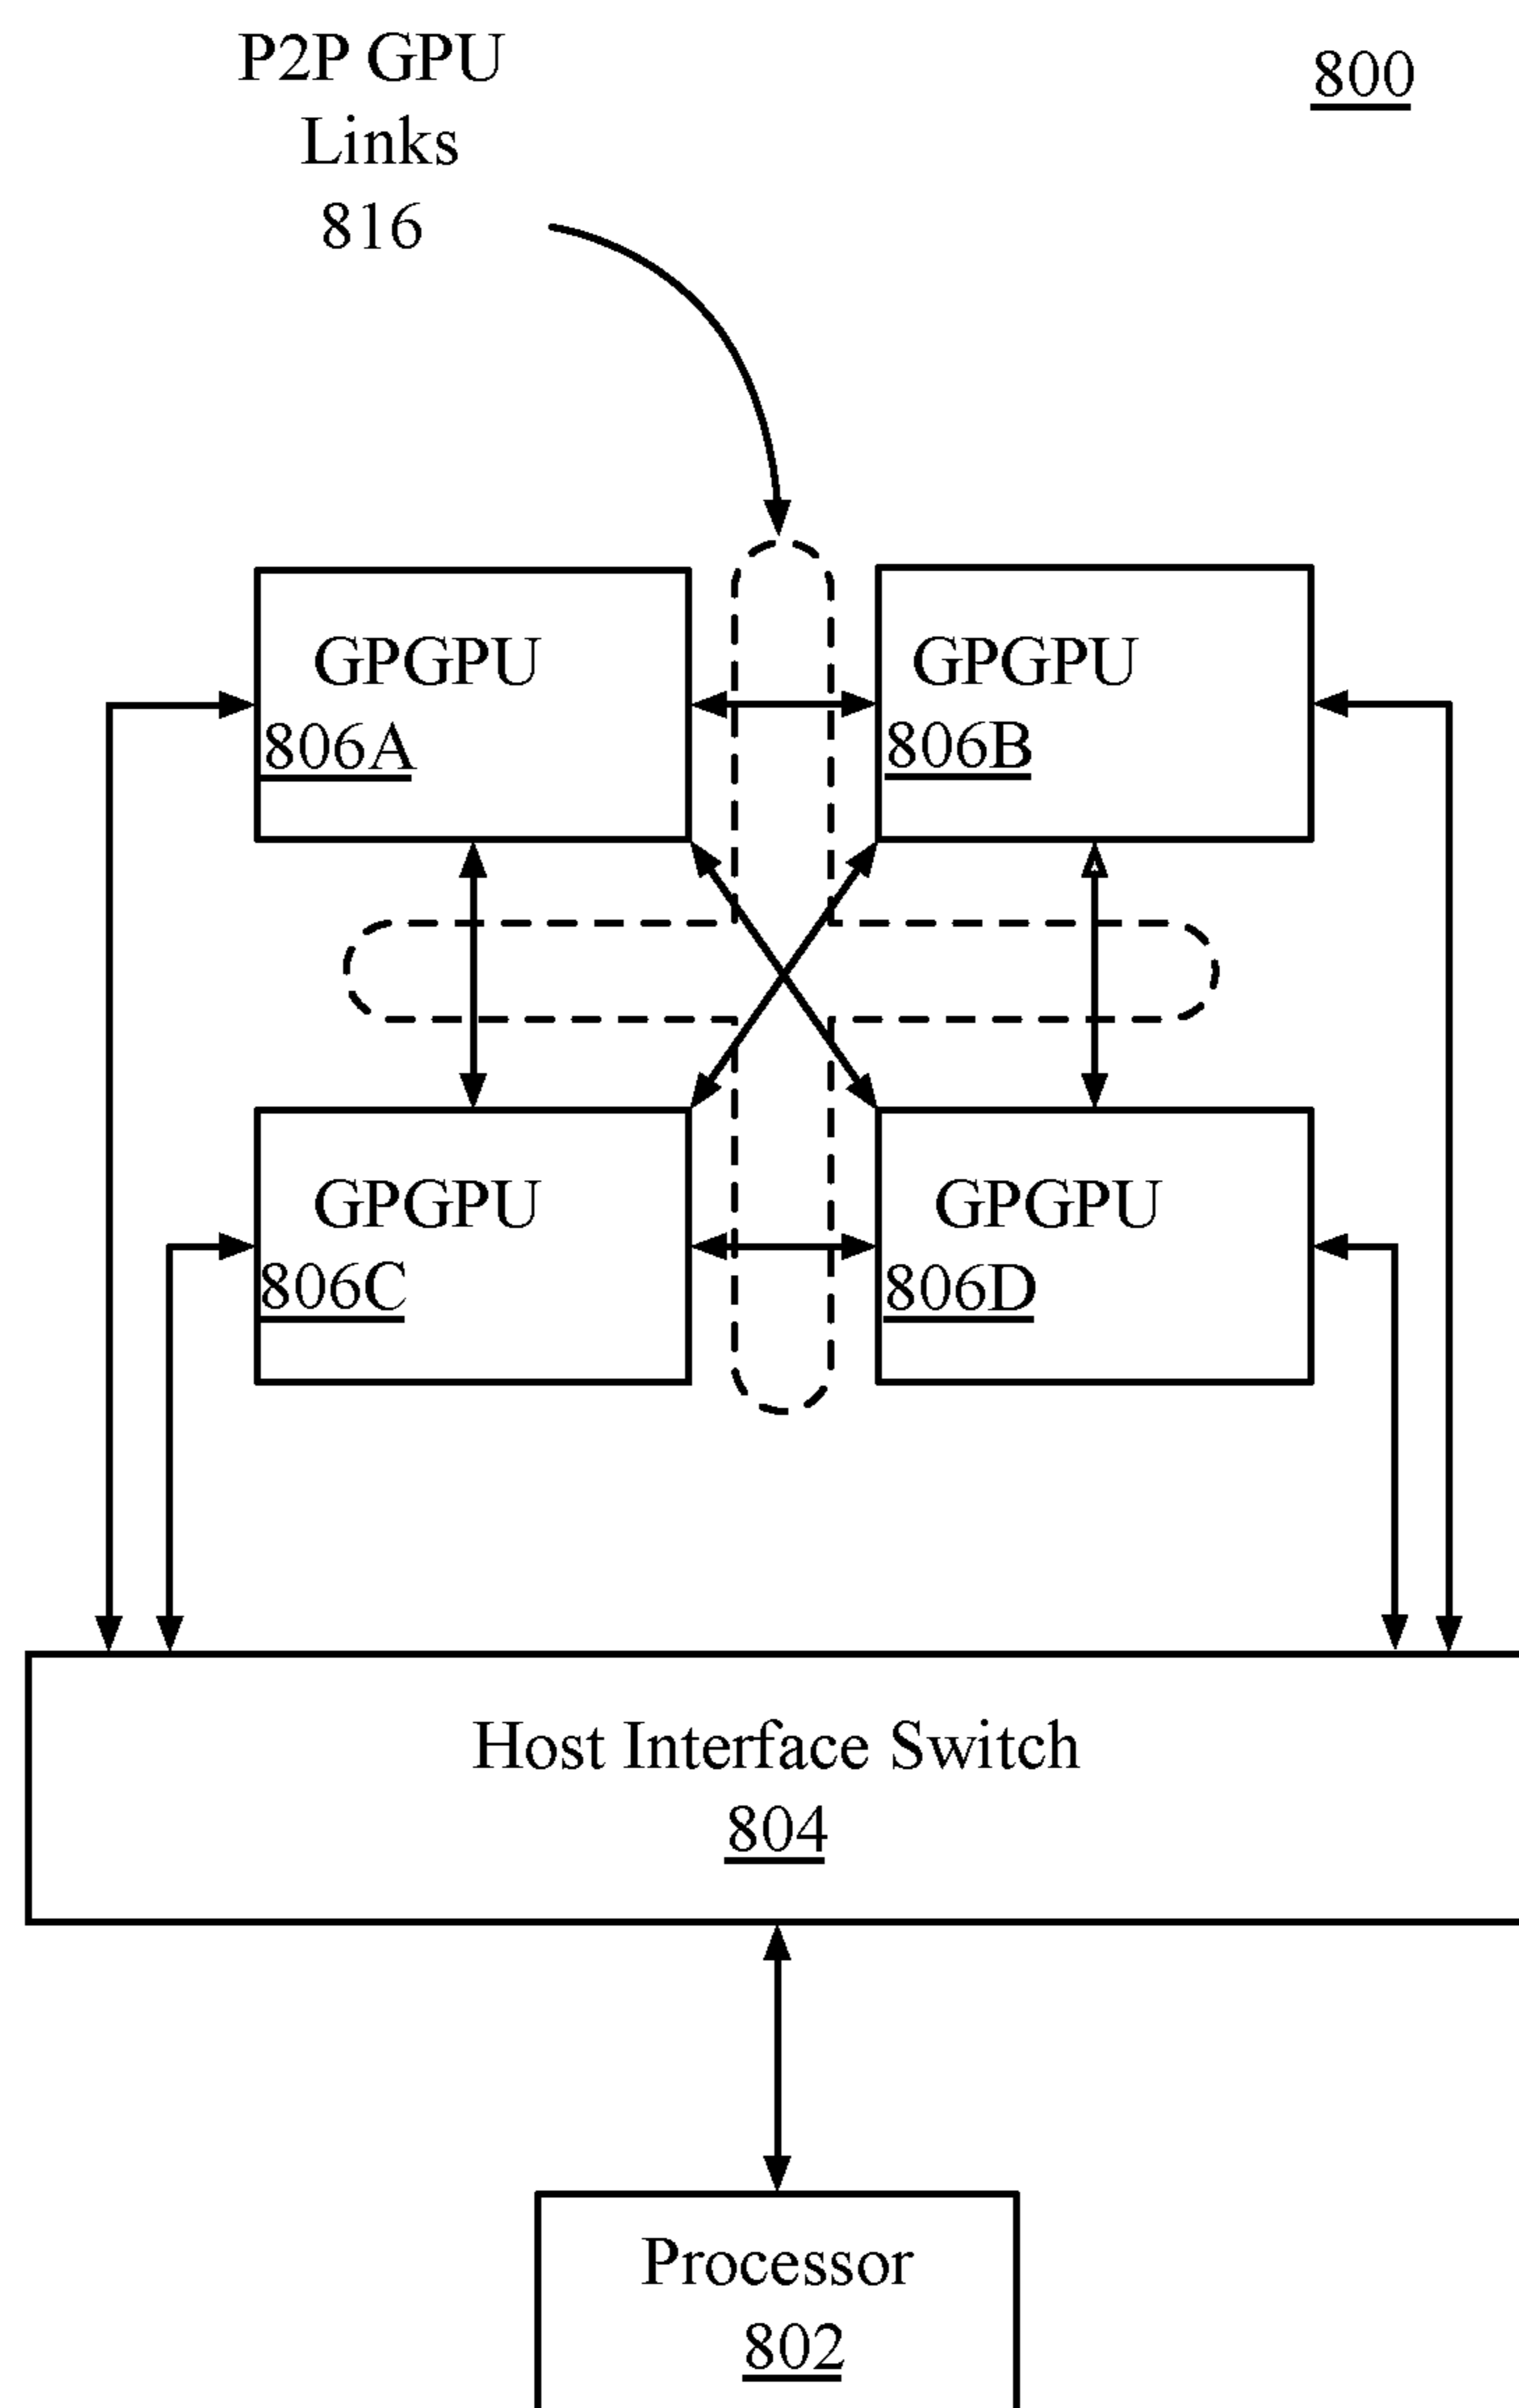 P2P GPU
Links
816
800
GPGPU
806A
GPGPU
806B
GPGPU
806C
GPGPU
806D
Host Interface Switch
804
Processor
802